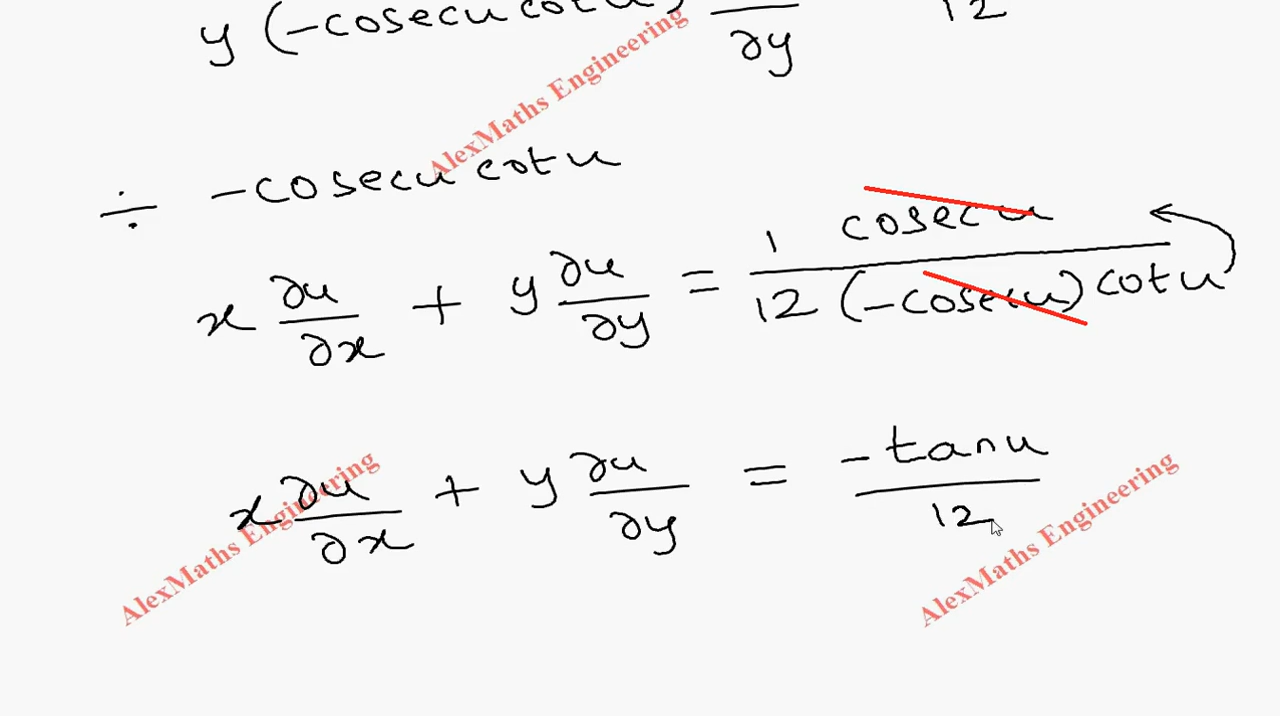 y (-cosecu cotu) / ∂y 12
÷ -cosecu cotu
x ∂u/∂x + y ∂u/∂y = 1 cosecu / 12 (-cosecu) cotu
x ∂u/∂x + y ∂u/∂y = -tanu / 12
AlexMaths Engineering
AlexMaths Engineering
AlexMaths Engineering